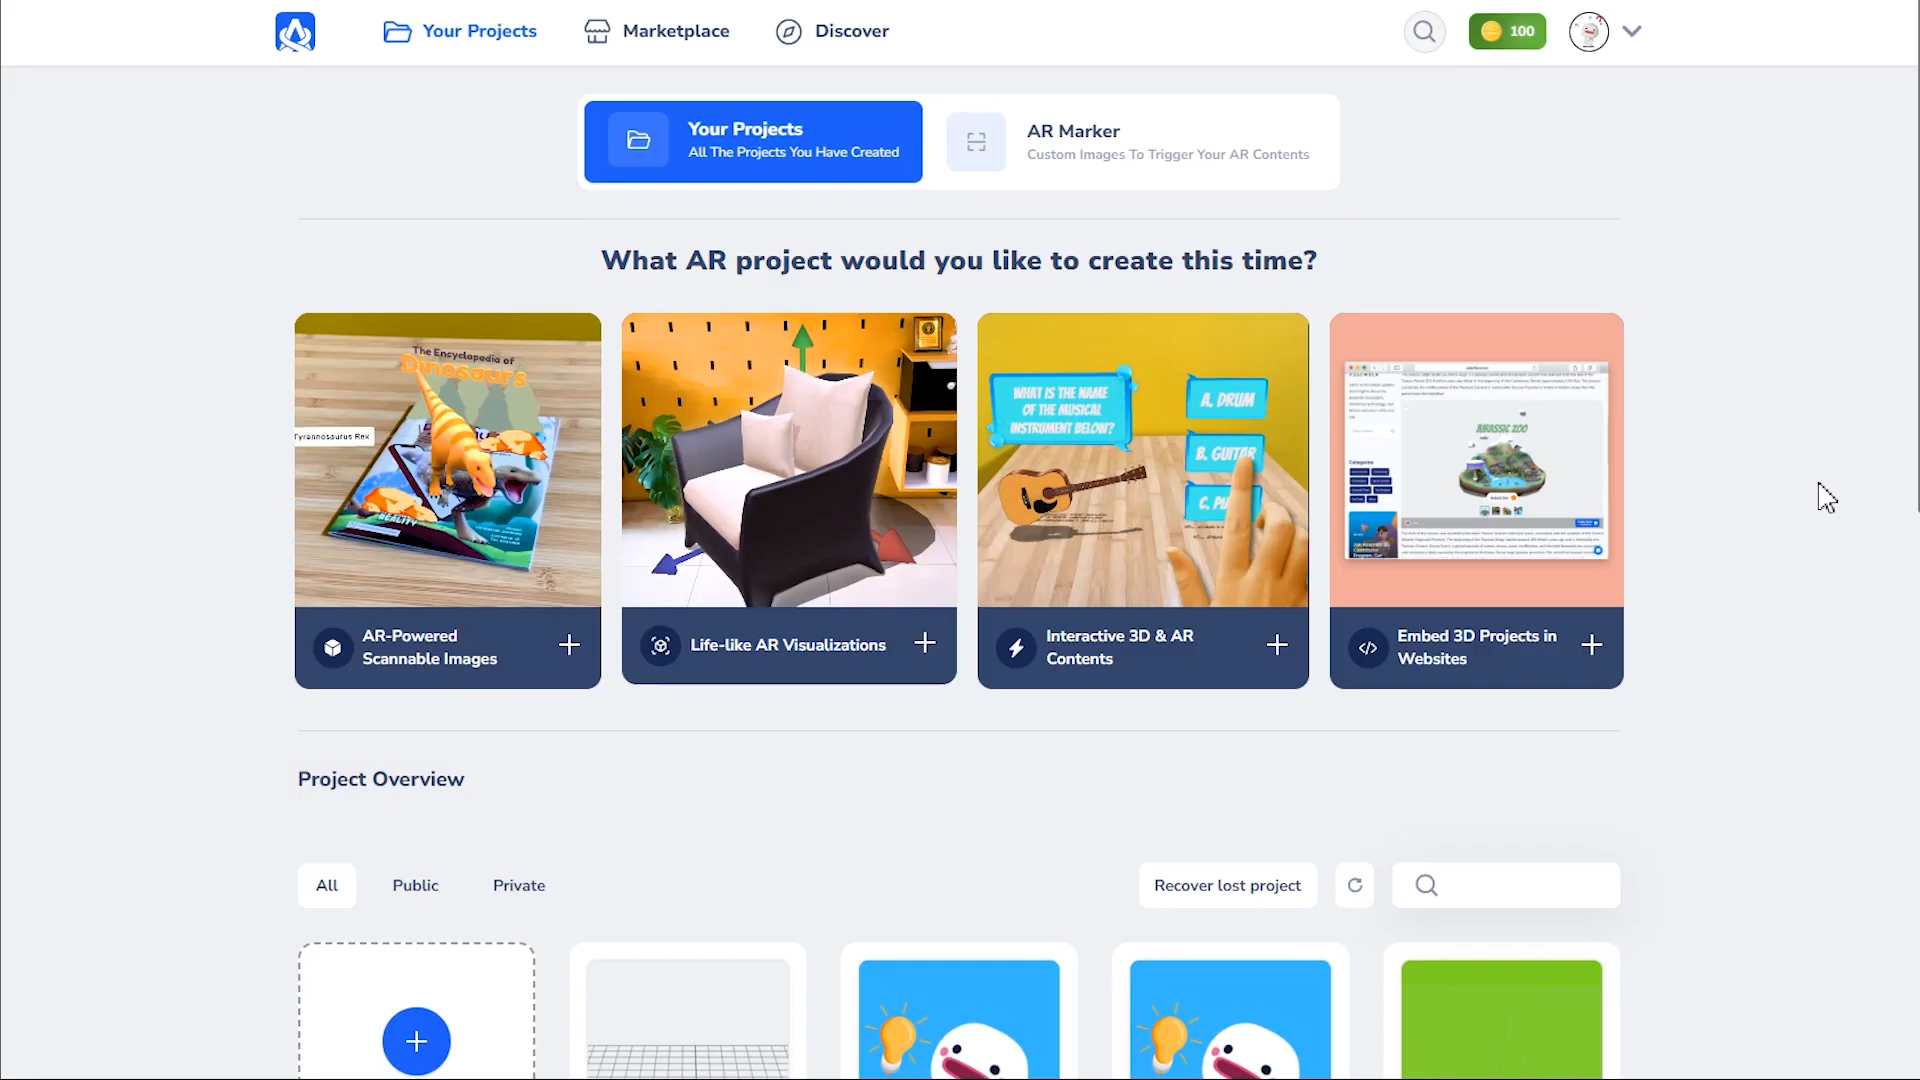 Your Projects
Marketplace
Discover
100
Your Projects
All The Projects You Have Created
AR Marker
Custom Images To Trigger Your AR Contents
What AR project would you like to create this time?
The Encyclopedia of
Dinosaurs
Tyrannosaurus Rex
REALITY
WHAT IS THE NAME
OF THE MUSICAL
INSTRUMENT BELOW?
A. DRUM
B. GUITAR
C.
JURASSIC ZOO
Categories
AR-Powered
Scannable Images
Life-like AR Visualizations
Interactive 3D & AR
Contents
Embed 3D Projects in
Websites
Project Overview
All
Public
Private
Recover lost project